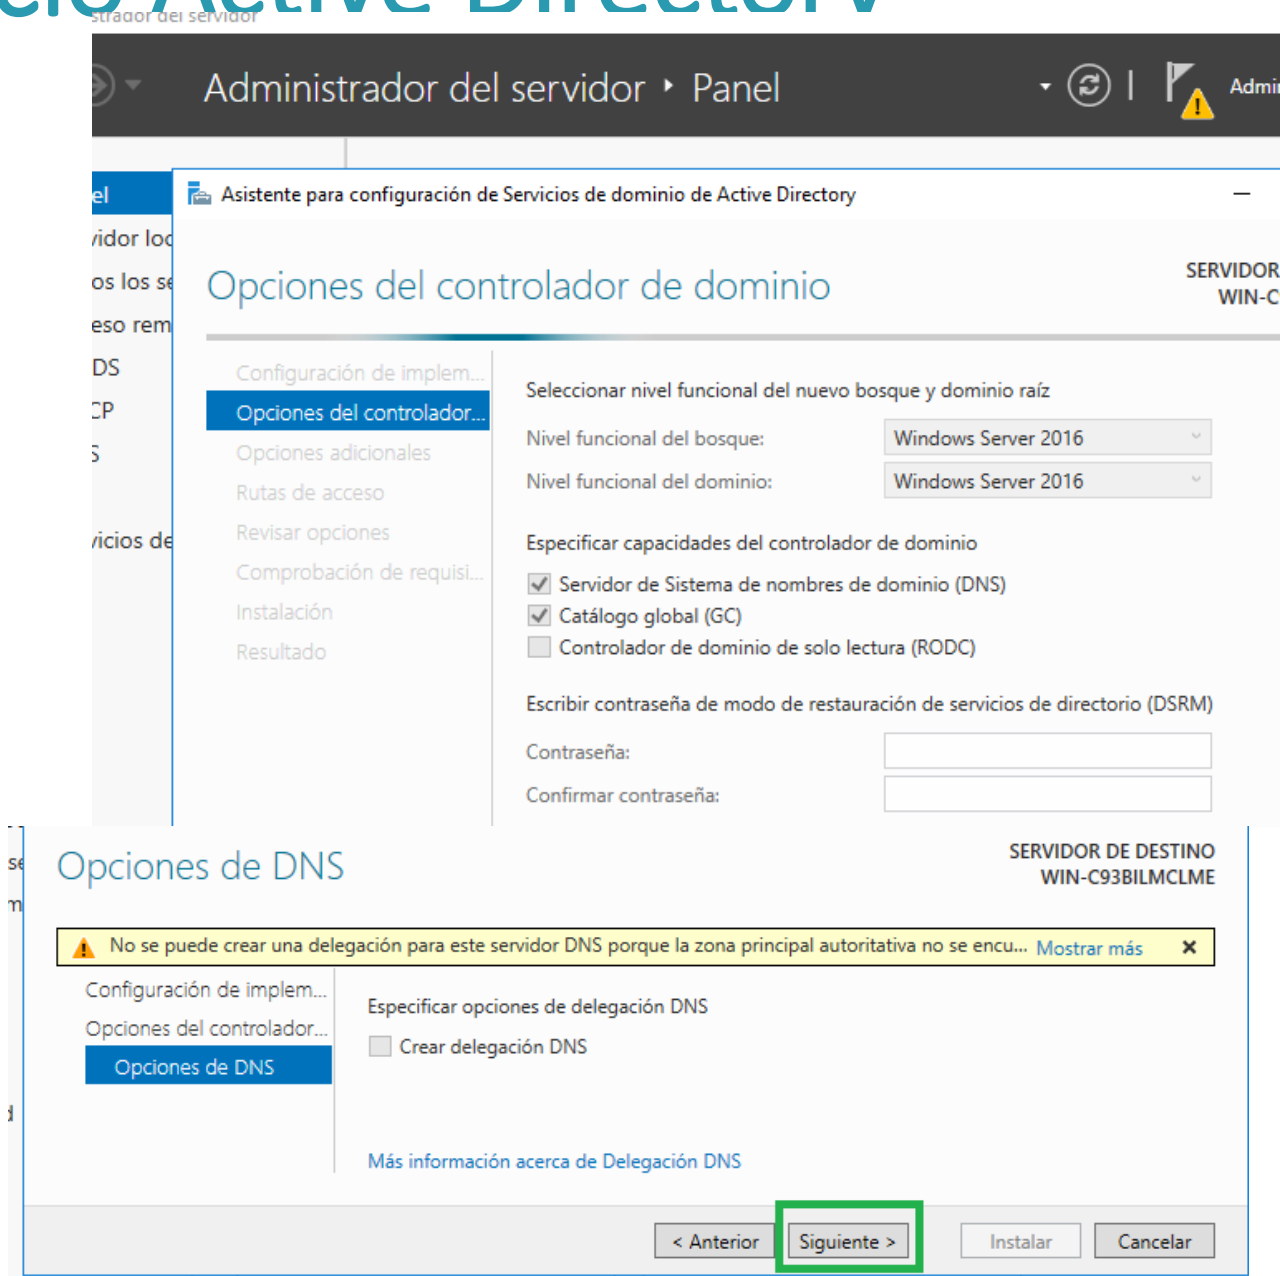 cio Active Directory
strador del servidor
Administrador del servidor ‣ Panel
Admin
el
Asistente para configuración de Servicios de dominio de Active Directory
vidor loc
os los se
eso rem
DS
CP
S
vicios de
Opciones del controlador de dominio
SERVIDOR
WIN-C
Configuración de implem...
Opciones del controlador...
Opciones adicionales
Rutas de acceso
Revisar opciones
Comprobación de requisi...
Instalación
Resultado
Seleccionar nivel funcional del nuevo bosque y dominio raíz
Nivel funcional del bosque: Windows Server 2016
Nivel funcional del dominio: Windows Server 2016
Especificar capacidades del controlador de dominio
Servidor de Sistema de nombres de dominio (DNS)
Catálogo global (GC)
Controlador de dominio de solo lectura (RODC)
Escribir contraseña de modo de restauración de servicios de directorio (DSRM)
Contraseña:
Confirmar contraseña:
se
m
d
Opciones de DNS
SERVIDOR DE DESTINO
WIN-C93BILMCLME
No se puede crear una delegación para este servidor DNS porque la zona principal autoritativa no se encu... Mostrar más
Configuración de implem...
Opciones del controlador...
Opciones de DNS
Especificar opciones de delegación DNS
Crear delegación DNS
Más información acerca de Delegación DNS
< Anterior Siguiente > Instalar Cancelar